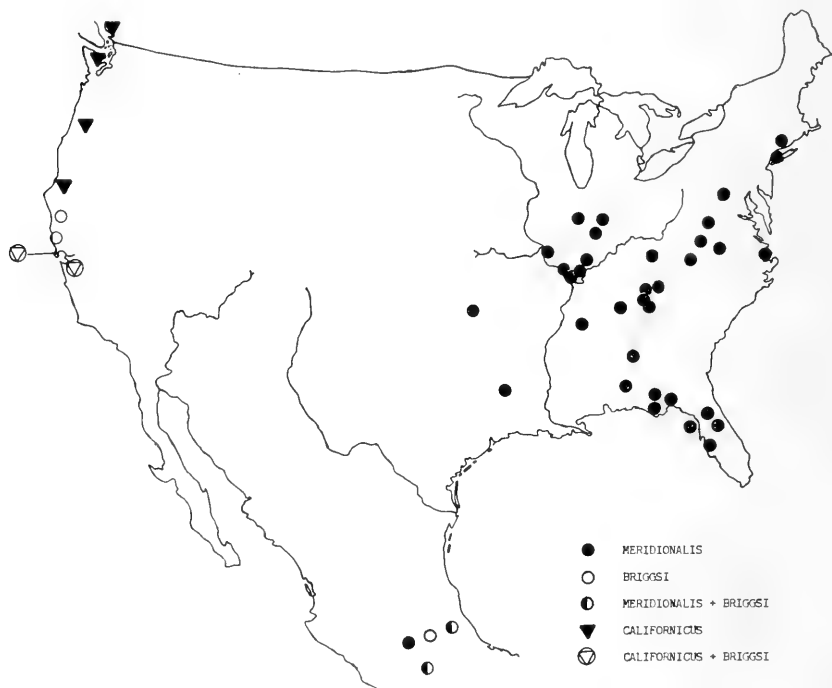 MERIDIONALIS
BRIGGSI
MERIDIONALIS + BRIGGSI
CALIFORNICUS
CALIFORNICUS + BRIGGSI